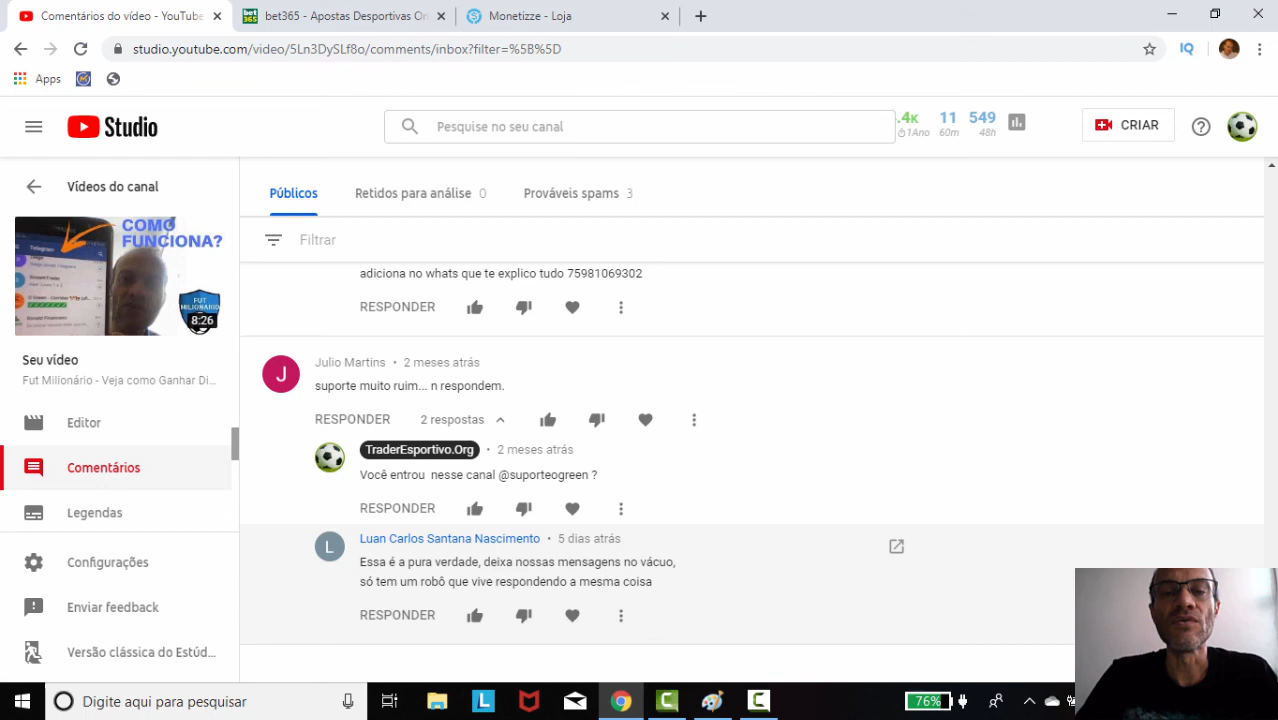 Comentários do vídeo - YouTube
bet365 - Apostas Desportivas On
Monetizze - Loja
studio.youtube.com/video/5Ln3DySLf8o/comments/inbox?filter=%5B%5D
IQ
Apps
Studio
Pesquise no seu canal
.4K 11 549
1Ano 60m 48h
CRIAR
Vídeos do canal
Públicos Retidos para análise 0 Prováveis spams 3
COMO
FUNCIONA?
Telegram
FUT
MILIONÁRIO
8:26
Filtrar
adiciona no whats que te explico tudo 75981069302
RESPONDER
Seu vídeo
Fut Milionário - Veja como Ganhar Di...
Editor
Comentários
Legendas
Configurações
Enviar feedback
Versão clássica do Estúd...
J
Julio Martins • 2 meses atrás
suporte muito ruim... n respondem.
RESPONDER 2 respostas
TraderEsportivo.Org • 2 meses atrás
Você entrou nesse canal @suporteogreen ?
RESPONDER
L
Luan Carlos Santana Nascimento • 5 dias atrás
Essa é a pura verdade, deixa nossas mensagens no vácuo,
só tem um robô que vive respondendo a mesma coisa
RESPONDER
Digite aqui para pesquisar
L
76%